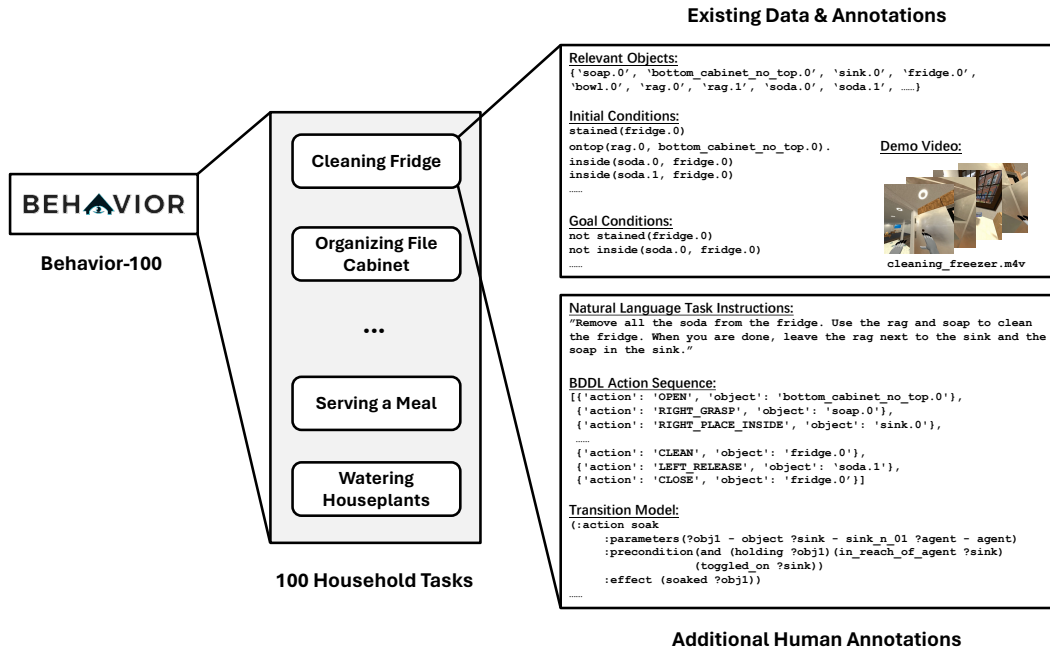 Existing Data & Annotations
Relevant Objects:
{‘soap.0’, ‘bottom_cabinet_no_top.0’, ‘sink.0’, ‘fridge.0’,
‘bowl.0’, ‘rag.0’, ‘rag.1’, ‘soda.0’, ‘soda.1’, ……}
Initial Conditions:
stained(fridge.0)
ontop(rag.0, bottom_cabinet_no_top.0).
inside(soda.0, fridge.0)
inside(soda.1, fridge.0)
……
Demo Video:
cleaning_freezer.m4v
Goal Conditions:
not stained(fridge.0)
not inside(soda.0, fridge.0)
……
BEHAVIOR
Behavior-100
Cleaning Fridge
Organizing File
Cabinet
...
Serving a Meal
Watering
Houseplants
100 Household Tasks
Natural Language Task Instructions:
”Remove all the soda from the fridge. Use the rag and soap to clean
the fridge. When you are done, leave the rag next to the sink and the
soap in the sink.”
BDDL Action Sequence:
[{'action': 'OPEN', 'object': 'bottom_cabinet_no_top.0'},
{'action': 'RIGHT_GRASP', 'object': 'soap.0'},
{'action': 'RIGHT_PLACE_INSIDE', 'object': 'sink.0'},
……
{'action': 'CLEAN', 'object': 'fridge.0'},
{'action': 'LEFT_RELEASE', 'object': ‘soda.1'},
{'action': 'CLOSE', 'object': 'fridge.0’}]
Transition Model:
(:action soak
:parameters(?obj1 - object ?sink - sink_n_01 ?agent - agent)
:precondition(and (holding ?obj1)(in_reach_of_agent ?sink)
(toggled_on ?sink))
:effect (soaked ?obj1))
……
Additional Human Annotations